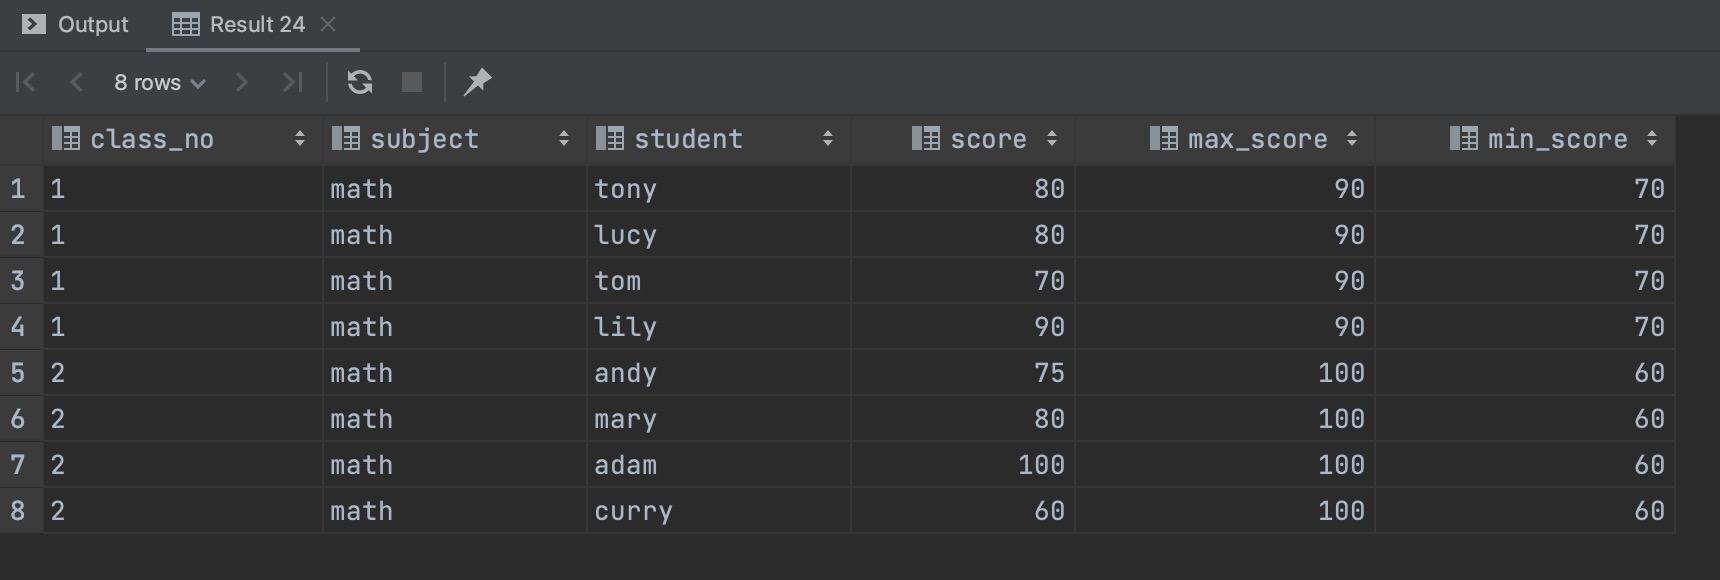 Output Result 24
8 rows
class_no subject student score max_score min_score
1 1 math tony 80 90 70
2 1 math lucy 80 90 70
3 1 math tom 70 90 70
4 1 math lily 90 90 70
5 2 math andy 75 100 60
6 2 math mary 80 100 60
7 2 math adam 100 100 60
8 2 math curry 60 100 60